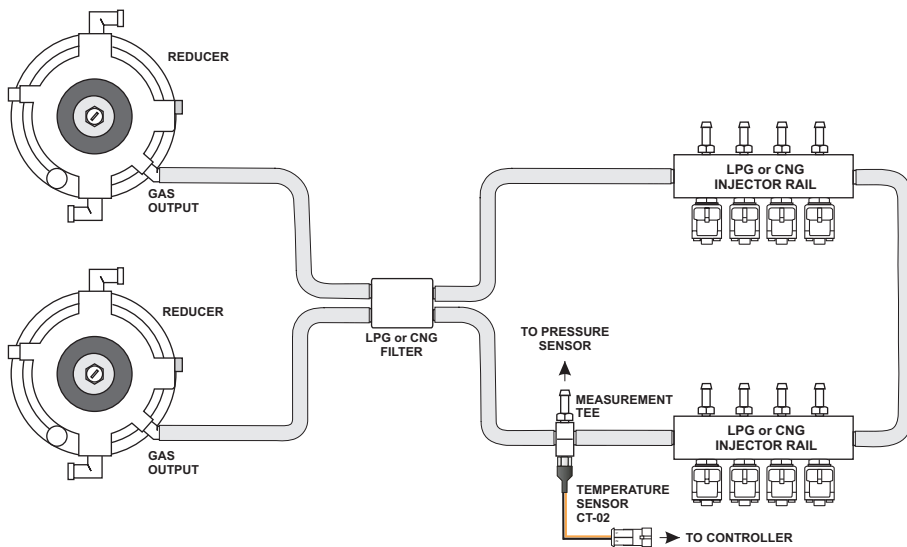 REDUCER
GAS
OUTPUT
LPG or CNG
INJECTOR RAIL
REDUCER
LPG or CNG
FILTER
TO PRESSURE
SENSOR
MEASUREMENT
TEE
LPG or CNG
INJECTOR RAIL
GAS
OUTPUT
TEMPERATURE
SENSOR
CT-02
TO CONTROLLER